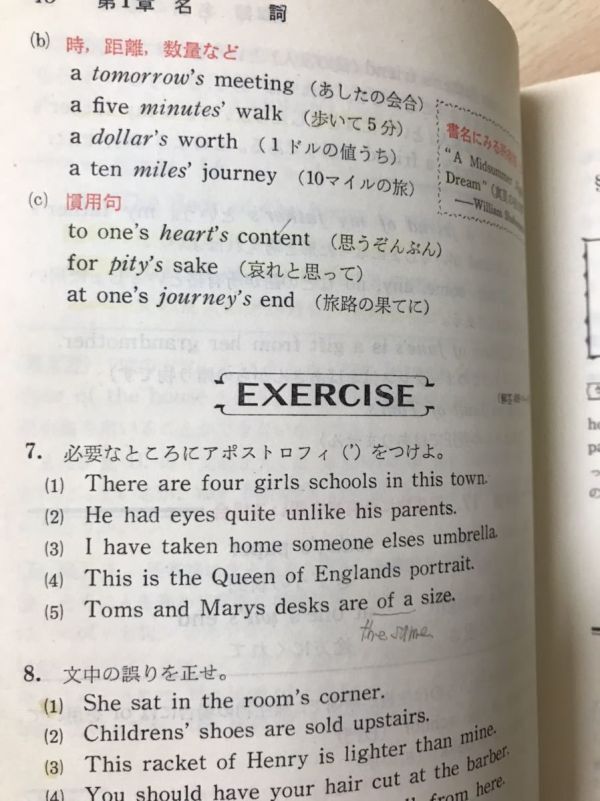 第1章 名 詞
(b) 時，距離，数量など
a tomorrow's meeting（あしたの会合）
a five minutes' walk （歩いて5分）
a dollar's worth （1ドルの値うち）
a ten miles' journey （10マイルの旅）
書名にみる
"A Midsummer
Dream"
—William
(c) 慣用句
to one's heart's content （思うぞんぶん）
for pity's sake （哀れと思って）
at one's journey's end （旅路の果てに）
EXERCISE
7. 必要なところにアポストロフィ（'）をつけよ。
(1) There are four girls schools in this town.
(2) He had eyes quite unlike his parents.
(3) I have taken home someone elses umbrella.
(4) This is the Queen of Englands portrait.
(5) Toms and Marys desks are of a size.
the same
8. 文中の誤りを正せ。
(1) She sat in the room's corner.
(2) Childrens' shoes are sold upstairs.
(3) This racket of Henry is lighter than mine.
(4) You should have your hair cut at the barber.
from here.